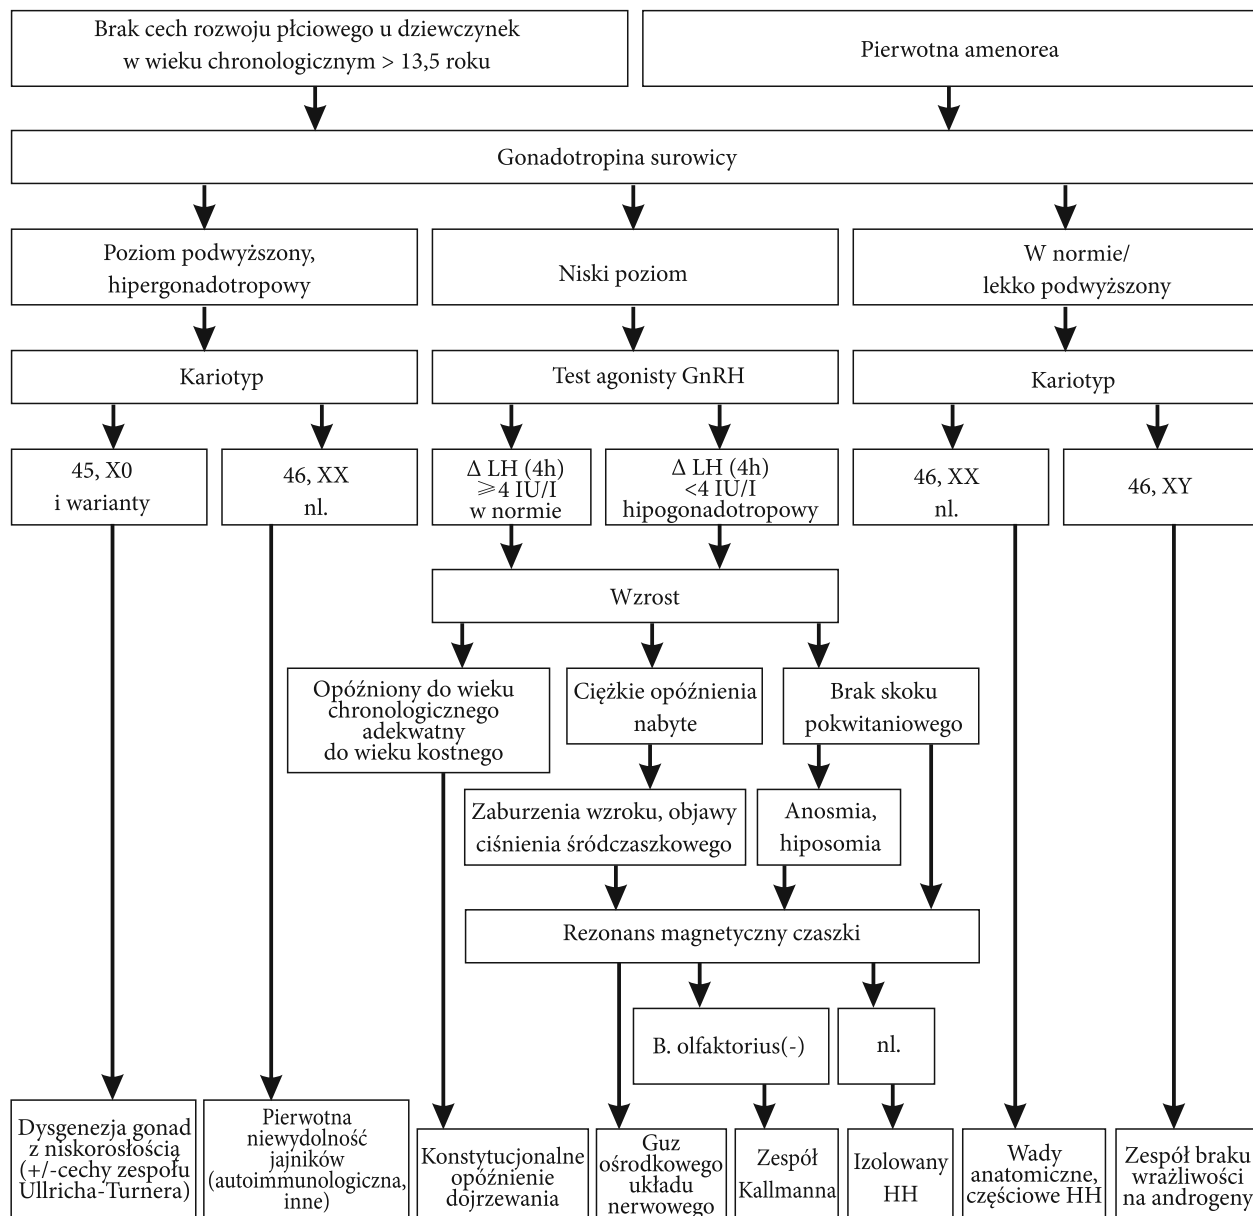 Brak cech rozwoju płciowego u dziewczynek
w wieku chronologicznym > 13,5 roku
Pierwotna amenorea
Gonadotropina surowicy
Poziom podwyższony,
hipergonadotropowy
Niski poziom
W normie/
lekko podwyższony
Kariotyp
Test agonisty GnRH
Kariotyp
45, X0
i warianty
46, XX
nl.
Δ LH (4h)
⩾4 IU/I
w normie
Δ LH (4h)
<4 IU/I
hipogonadotropowy
46, XX
nl.
46, XY
Wzrost
Opóźniony do wieku
chronologicznego
adekwatny
do wieku kostnego
Ciężkie opóźnienia
nabyte
Brak skoku
pokwitaniowego
Zaburzenia wzroku, objawy
ciśnienia śródczaszkowego
Anosmia,
hiposomia
Rezonans magnetyczny czaszki
B. olfaktorius(-)
nl.
Dysgenezja gonad
z niskorosłością
(+/-cechy zespołu
Ullricha-Turnera)
Pierwotna
niewydolność
jajników
(autoimmunologiczna,
inne)
Konstytucjonalne
opóźnienie
dojrzewania
Guz
ośrodkowego
układu
nerwowego
Zespół
Kallmanna
Izolowany
HH
Wady
anatomiczne,
częściowe HH
Zespół braku
wrażliwości
na androgeny